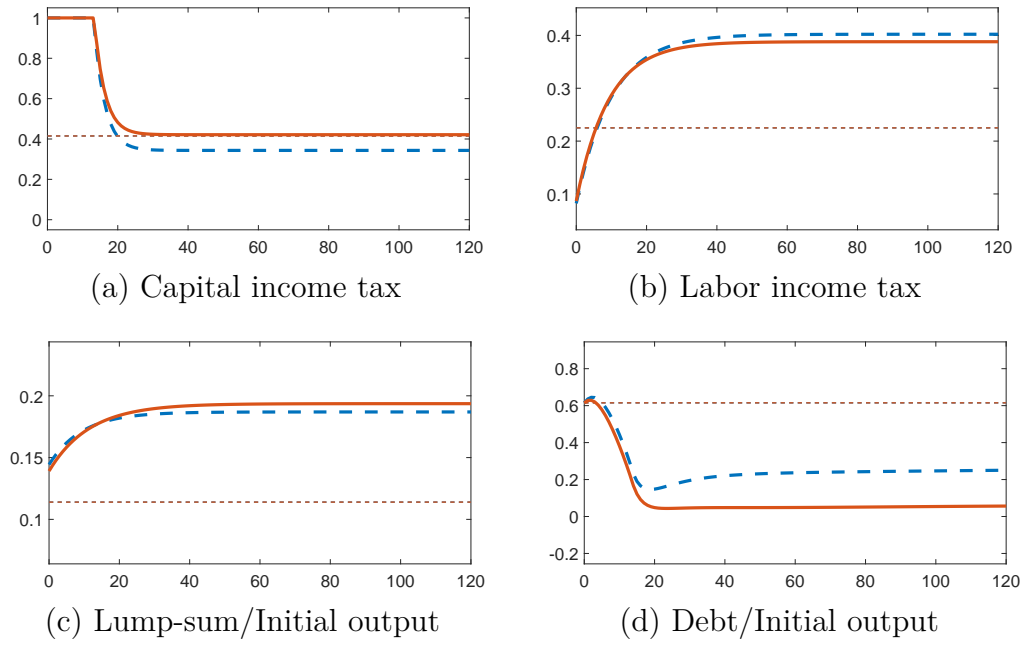 1
0.8
0.6
0.4
0.2
0
0 20 40 60 80 100 120
(a) Capital income tax
0.4
0.3
0.2
0.1
0 20 40 60 80 100 120
(b) Labor income tax
0.2
0.15
0.1
0 20 40 60 80 100 120
(c) Lump-sum/Initial output
0.8
0.6
0.4
0.2
0
-0.2
0 20 40 60 80 100 120
(d) Debt/Initial output